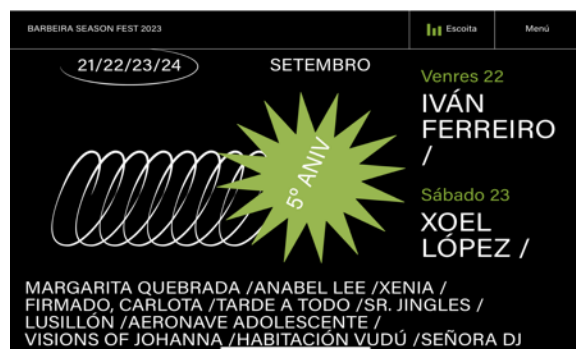 BARBEIRA SEASON FEST 2023
Escoita
Menú
21/22/23/24
SETEMBRO
5º ANIV
Venres 22
IVÁN
FERREIRO
/
Sábado 23
XOEL
LÓPEZ /
MARGARITA QUEBRADA /ANABEL LEE /XENIA /
FIRMADO, CARLOTA /TARDE A TODO /SR. JINGLES /
LUSILLÓN /AERONAVE ADOLESCENTE /
VISIONS OF JOHANNA /HABITACIÓN VUDÚ /SEÑORA DJ